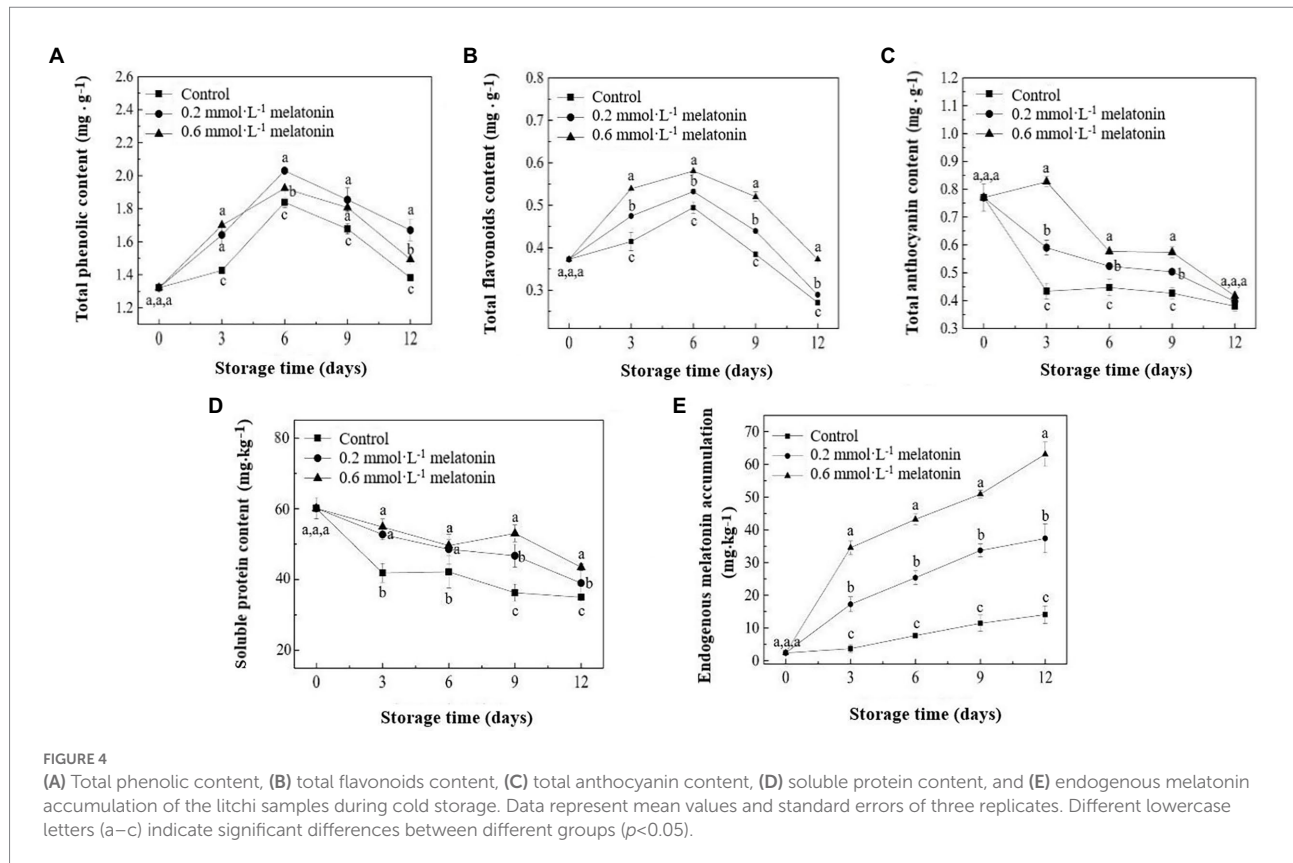 A
Total phenolic content (mg · g-1)
2.6
2.4
2.2
2.0
1.8
1.6
1.4
1.2
Control
0.2 mmol·L-1 melatonin
0.6 mmol·L-1 melatonin
a
a
a
a
a
b
a
b
a,a,a
c
c
c
c
0 3 6 9 12
Storage time (days)
B
Total flavonoids content (mg · g-1)
0.8
0.7
0.6
0.5
0.4
0.3
Control
0.2 mmol·L-1 melatonin
0.6 mmol·L-1 melatonin
a
a
a
a
b
b
b
b
a,a,a
c
c
c
c
0 3 6 9 12
Storage time (days)
C
Total anthocyanin content (mg · g-1)
1.2
1.1
1.0
0.9
0.8
0.7
0.6
0.5
0.4
0.3
Control
0.2 mmol·L-1 melatonin
0.6 mmol·L-1 melatonin
a,a,a
a
a
a
b
b
b
a,a,a
c
c
c
0 3 6 9 12
Storage time (days)
D
Soluble protein content (mg·kg-1)
80
60
40
20
Control
0.2 mmol·L-1 melatonin
0.6 mmol·L-1 melatonin
a,a,a
a
a
a
a
a
a
b
b
b
b
c
c
0 3 6 9 12
Storage time (days)
E
Endogenous melatonin accumulation
(mg·kg-1)
70
60
50
40
30
20
10
0
Control
0.2 mmol·L-1 melatonin
0.6 mmol·L-1 melatonin
a
a
a
a
b
b
b
b
a,a,a
c
c
c
c
0 3 6 9 12
Storage time (days)
FIGURE 4
(A) Total phenolic content, (B) total flavonoids content, (C) total anthocyanin content, (D) soluble protein content, and (E) endogenous melatonin
accumulation of the litchi samples during cold storage. Data represent mean values and standard errors of three replicates. Different lowercase
letters (a–c) indicate significant differences between different groups (p<0.05).